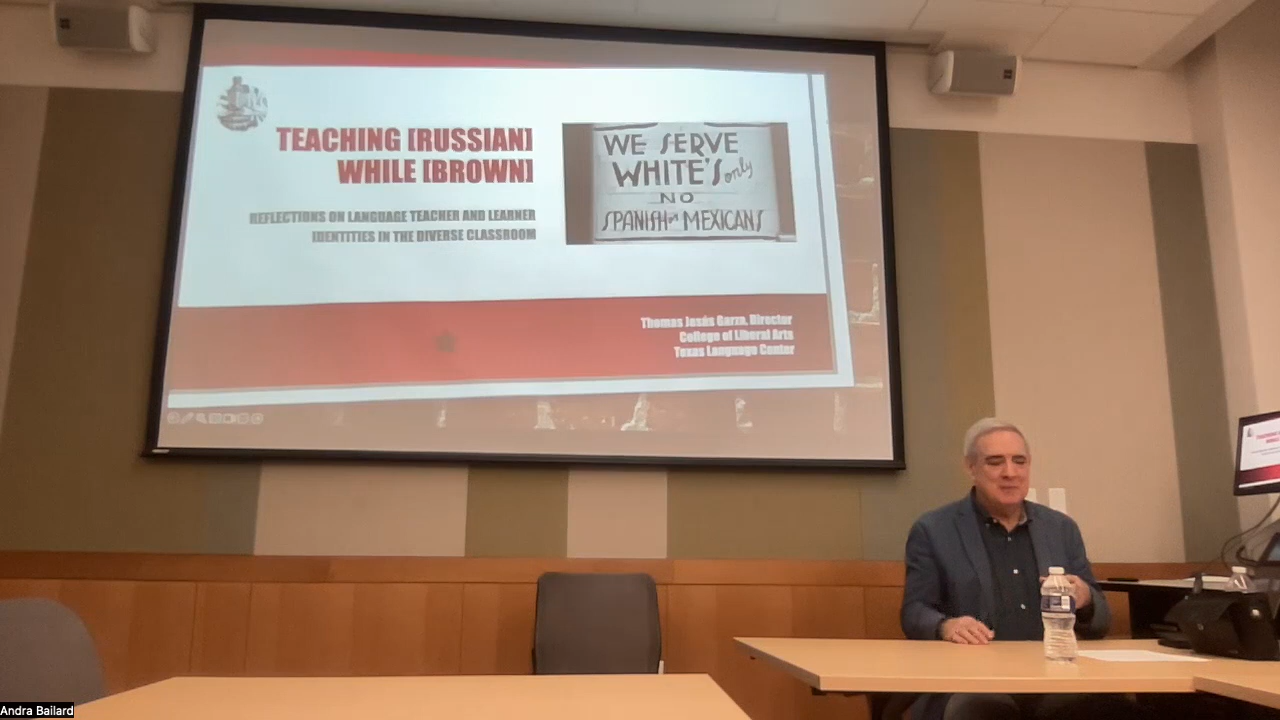 TEACHING [RUSSIAN]
WHILE [BROWN]
REFLECTIONS ON LANGUAGE TEACHER AND LEARNER
IDENTITIES IN THE DIVERSE CLASSROOM
WE SERVE
WHITE'S only
NO
SPANISH or MEXICANS
Thomas Jesús Garza, Director
College of Liberal Arts
Texas Language Center
Andra Bailard